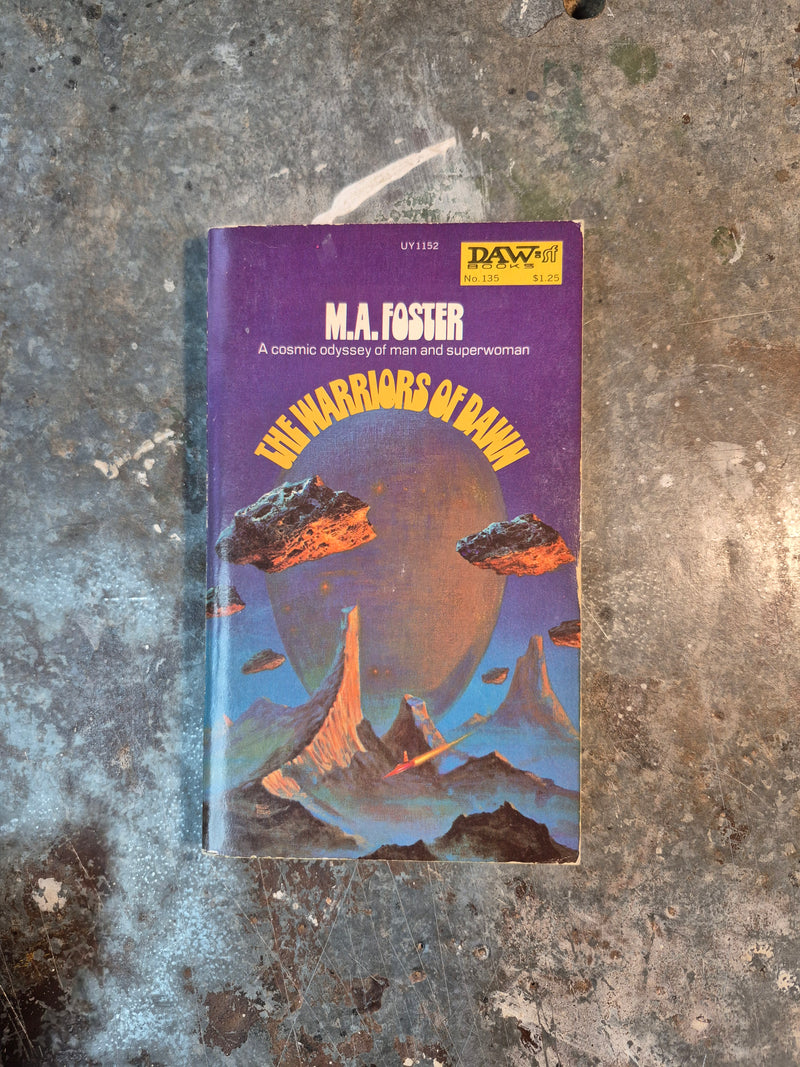 UY1152
DAW sf
BOOKS
No. 135 $1.25
M.A. FOSTER
A cosmic odyssey of man and superwoman
THE WARRIORS OF DAWN